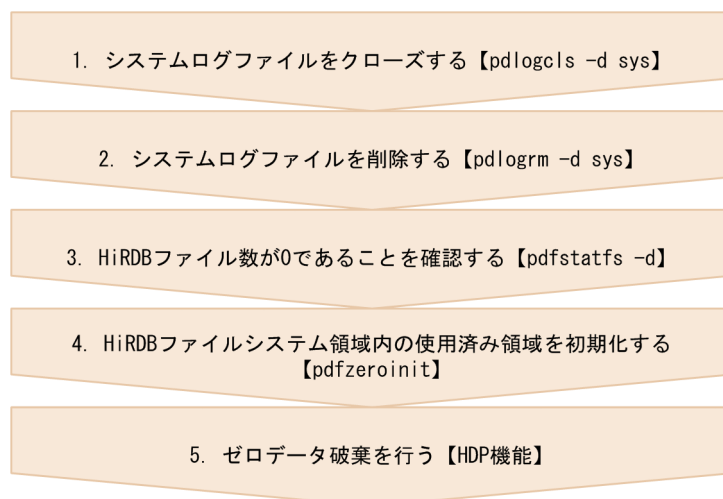 1. システムログファイルをクローズする【pdlogcls -d sys】
2. システムログファイルを削除する【pdlogrm -d sys】
3. HiRDBファイル数が0であることを確認する【pdfstatfs -d】
4. HiRDBファイルシステム領域内の使用済み領域を初期化する
【pdfzeroinit】
5. ゼロデータ破棄を行う【HDP機能】